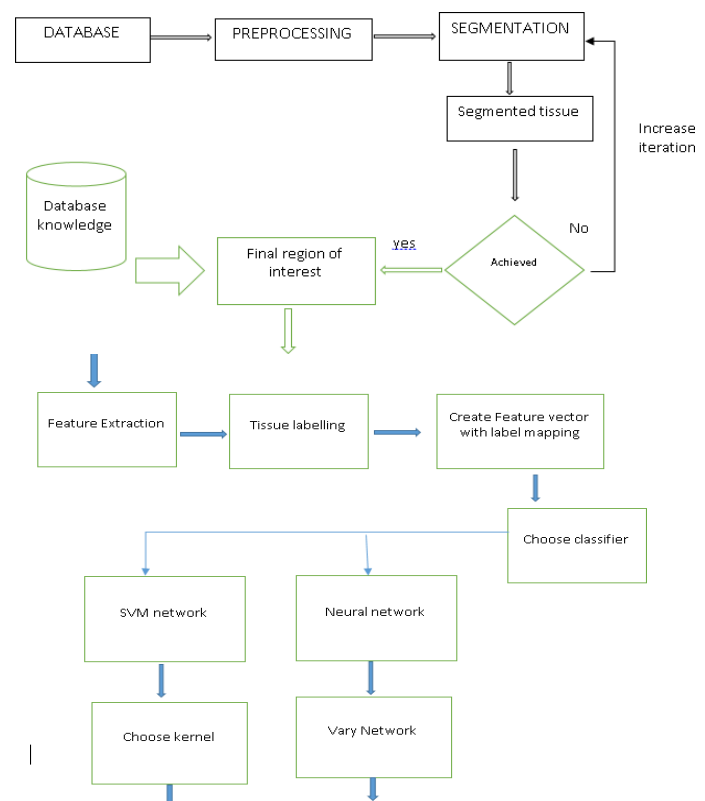 DATABASE
PREPROCESSING
SEGMENTATION
Segmented tissue
Increase
iteration
Database
knowledge
No
yes
Final region of
interest
Achieved
Feature Extraction
Tissue labelling
Create Feature vector
with label mapping
Choose classifier
SVM network
Neural network
Choose kernel
Vary Network